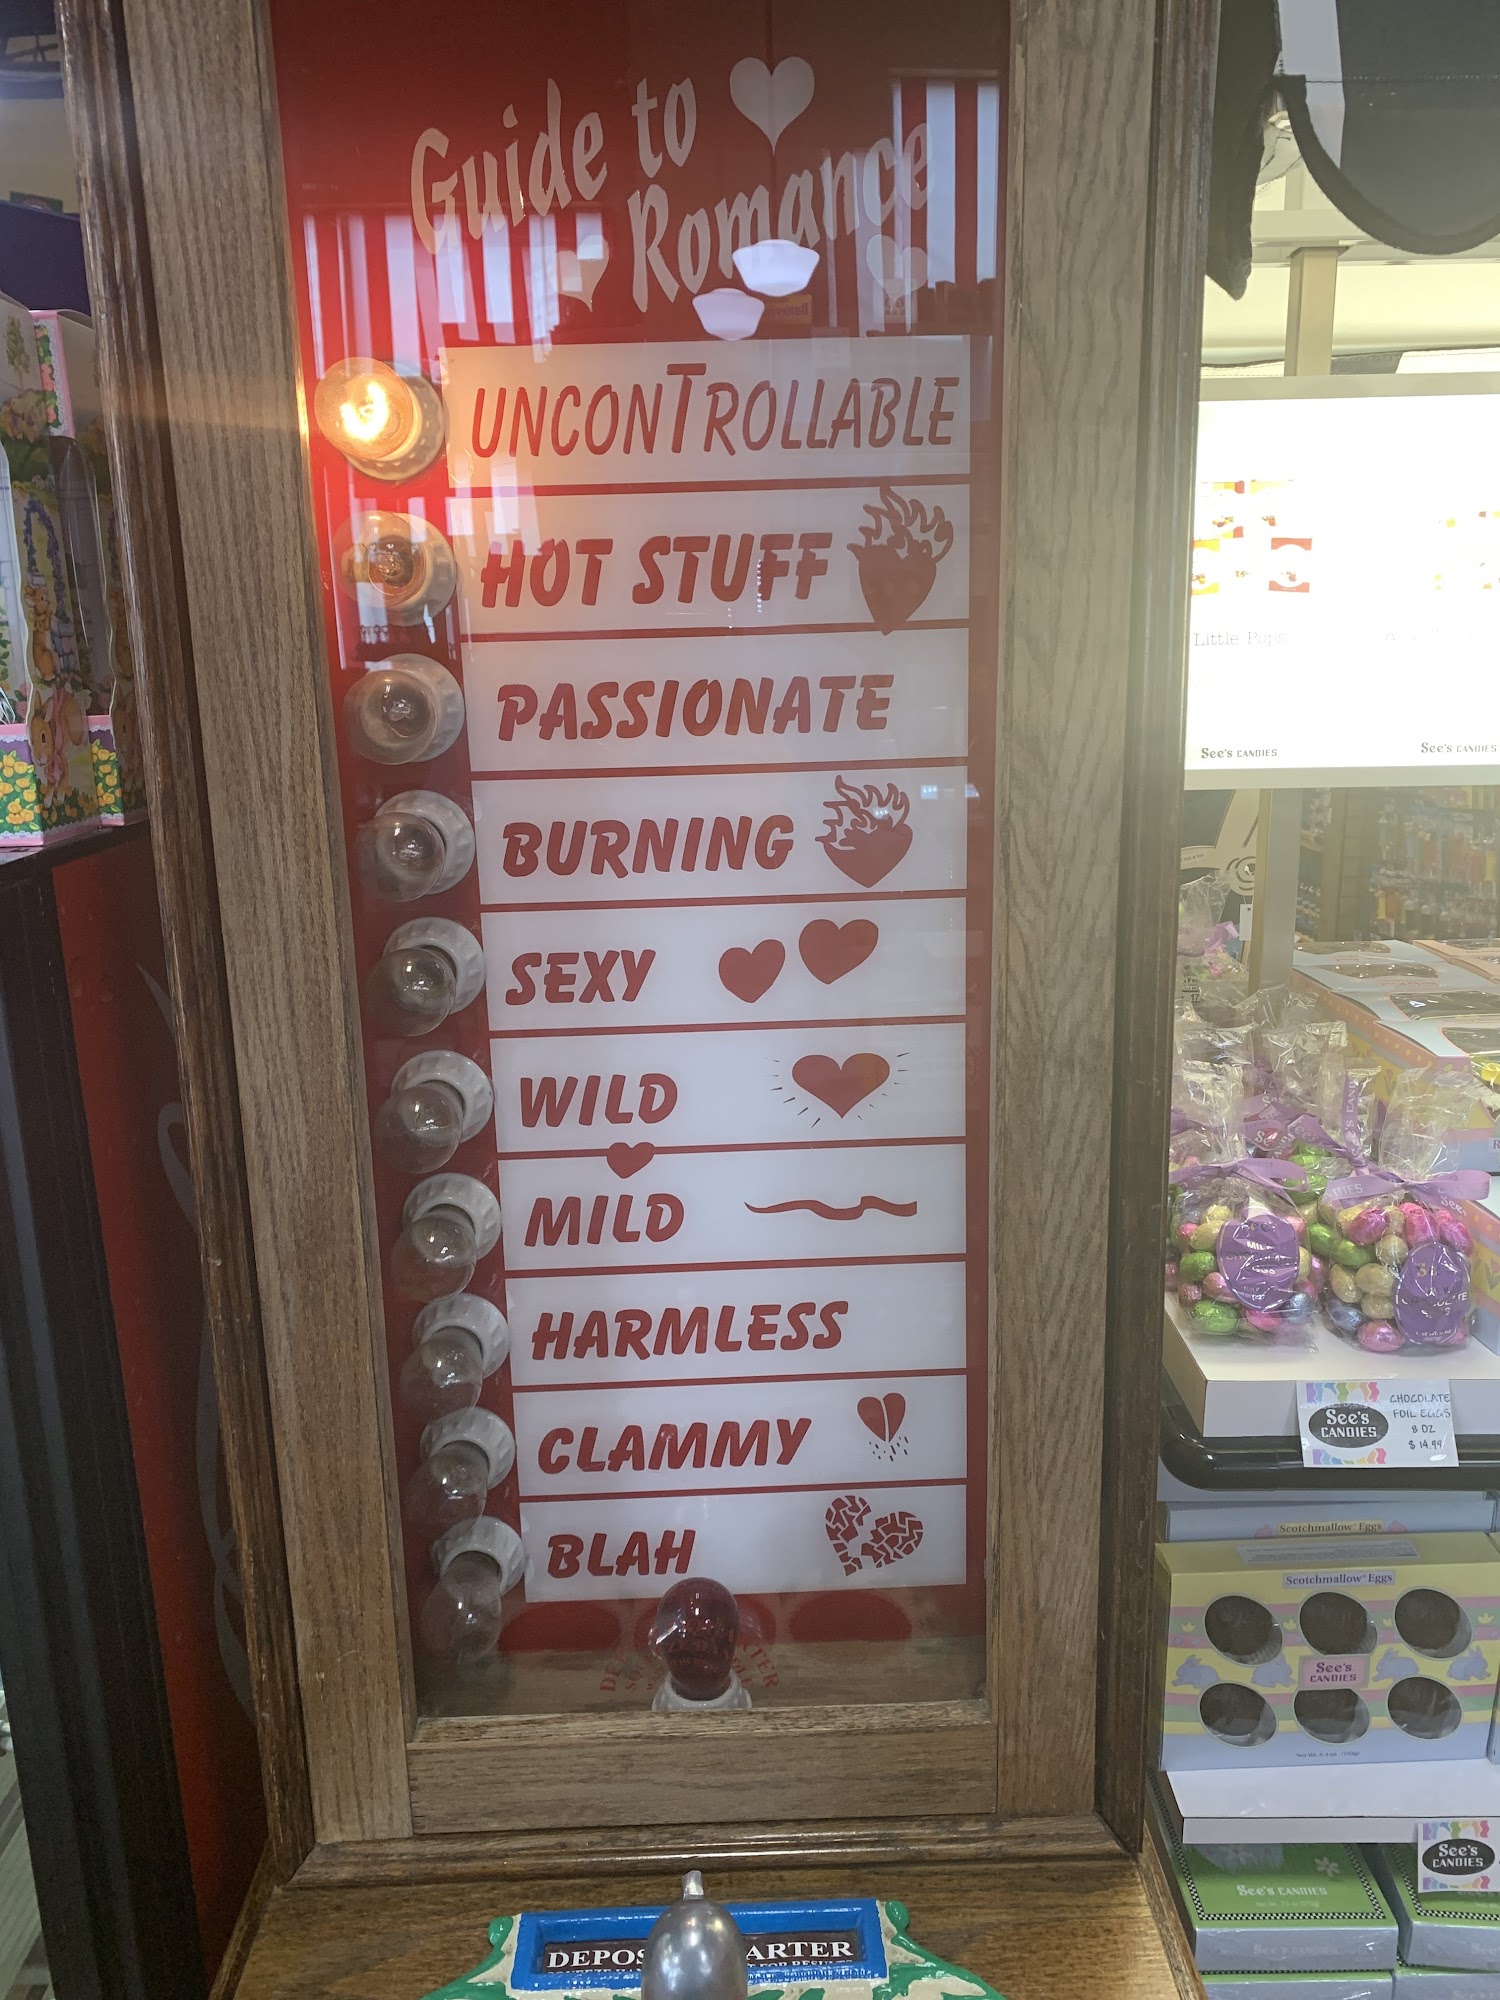 Guide to
Romance
UNCONTROLLABLE
HOT STUFF
PASSIONATE
BURNING
SEXY
WILD
MILD
HARMLESS
CLAMMY
BLAH
Little Pops
See's CANDIES
See's CANDIES
See's
CANDIES
CHOCOLATE
FOIL EGGS
8 OZ
$14.99
Scotchmallow® Eggs
Scotchmallow® Eggs
See's
CANDIES
See's
CANDIES
See's CANDIES